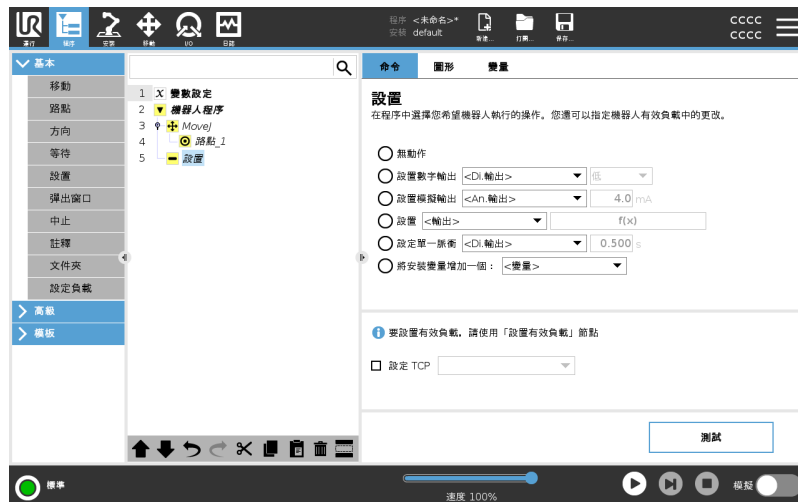 UR
運行
程序
安裝
移動
I/O
日誌
程序 <未命名>*
安裝 default
新建...
打開...
保存...
CCCC
CCCC
基本
移動
路點
方向
等待
設置
彈出窗口
中止
註釋
文件夾
設定負載
高級
模板
1 X 變數設定
2 機器人程序
3 MoveJ
4 路點_1
5 設置
命令 圖形 變量
設置
在程序中選擇您希望機器人執行的操作。您還可以指定機器人有效負載中的更改。
無動作
設置數字輸出 <Di.輸出> 低
設置模擬輸出 <An.輸出> 4.0 mA
設置 <輸出> f(x)
設定單一脈衝 <Di.輸出> 0.500 s
將安裝變量增加一個： <變量>
要設置有效負載，請使用「設置有效負載」節點
設定 TCP
測試
標準
速度 100%
模擬